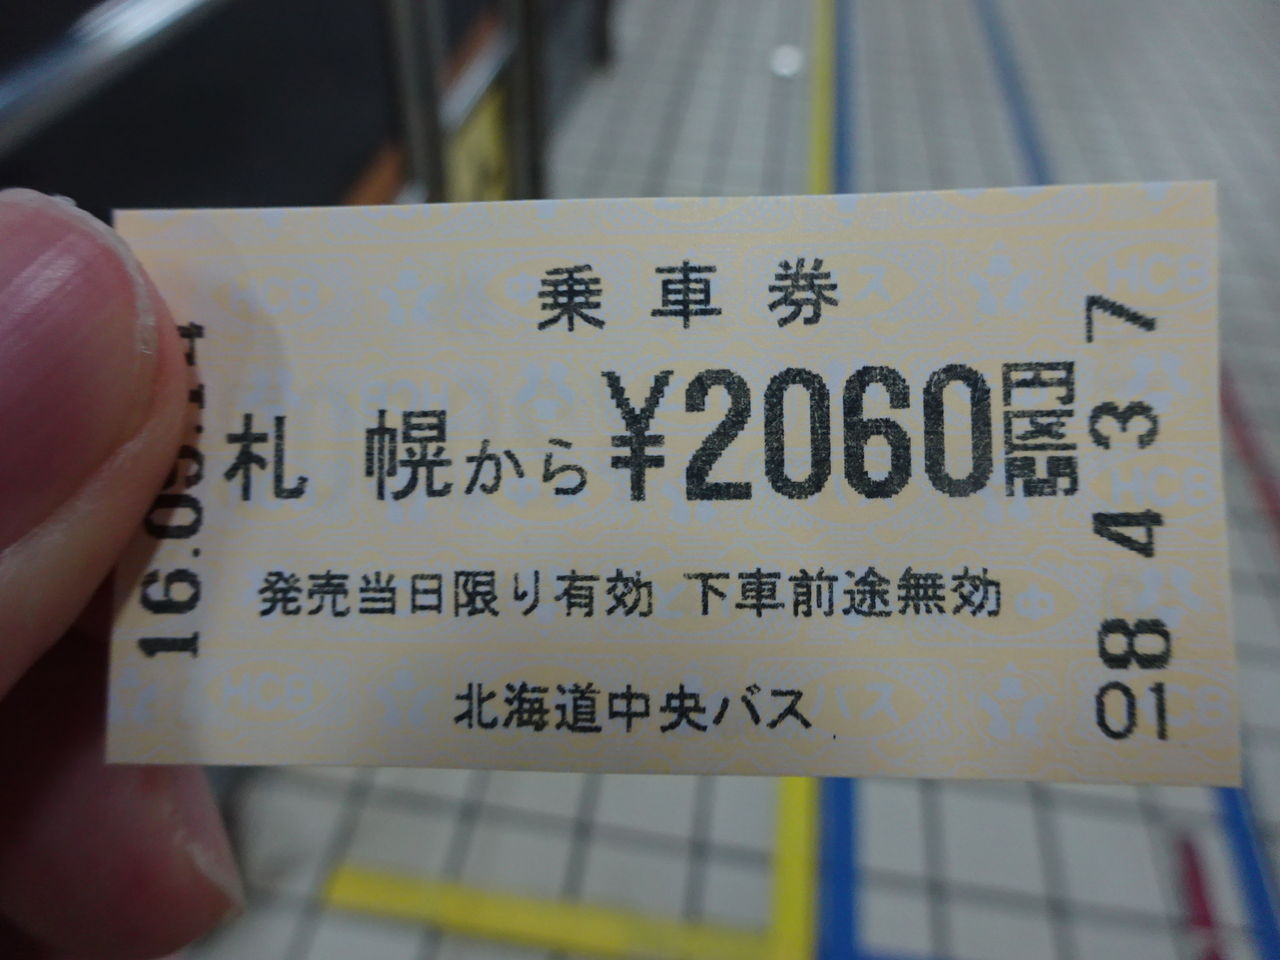 乗車券
札幌から¥2060円区間
発売当日限り有効 下車前途無効
北海道中央バス
01 8437